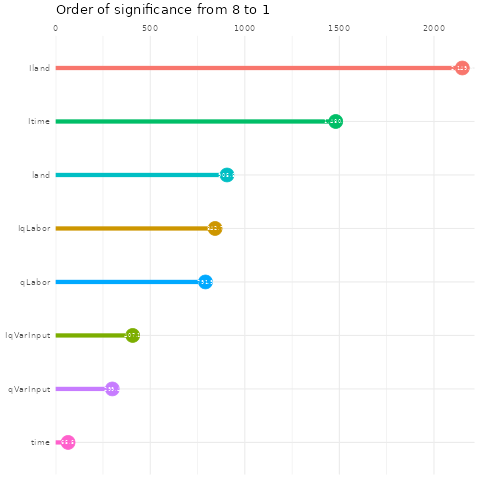 Order of significance from 8 to 1
0 500 1000 1500 2000
lland
ltime
land
lqLabor
qLabor
lqVarInput
qVarInput
time